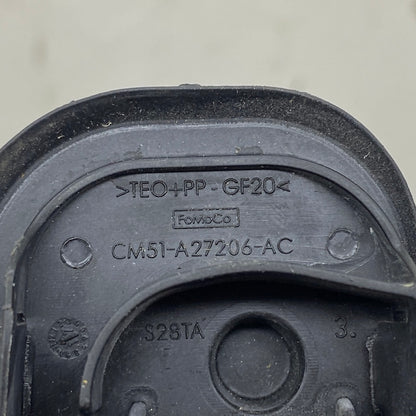 >TEO+PP-GF20<
FoMoCo
CM51-A27206-AC
S28TA 3.